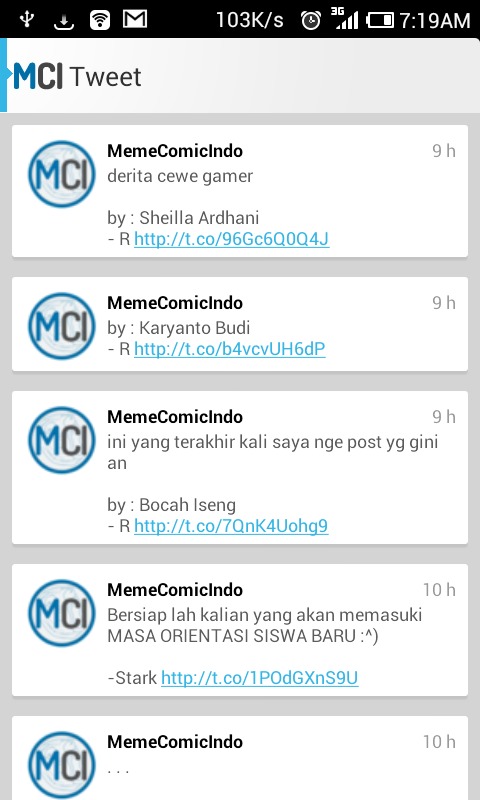 103K/s 3G 7:19AM
MCI Tweet
MCI
MemeComicIndo 9 h
derita cewe gamer
by : Sheilla Ardhani
- R http://t.co/96Gc6Q0Q4J
MCI
MemeComicIndo 9 h
by : Karyanto Budi
- R http://t.co/b4vcvUH6dP
MCI
MemeComicIndo 9 h
ini yang terakhir kali saya nge post yg gini
an
by : Bocah Iseng
- R http://t.co/7QnK4Uohg9
MCI
MemeComicIndo 10 h
Bersiap lah kalian yang akan memasuki
MASA ORIENTASI SISWA BARU :^)
-Stark http://t.co/1POdGXnS9U
MCI
MemeComicIndo 10 h
. . .